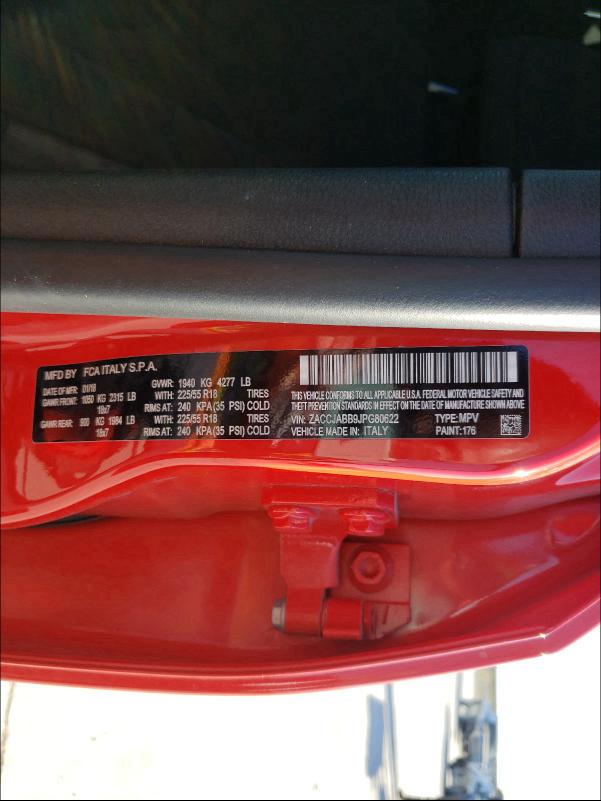 MFD BY FCA ITALY S.P.A.
DATE OF MFR: 01/18 GVWR: 1940 KG 4277 LB
GAWR FRONT: 1050 KG 2315 LB WITH: 225/55 R18 TIRES
18x7 RIMS AT: 240 KPA (35 PSI) COLD
GAWR REAR: 900 KG 1984 LB WITH: 225/55 R18 TIRES
18x7 RIMS AT: 240 KPA (35 PSI) COLD
THIS VEHICLE CONFORMS TO ALL APPLICABLE U.S.A. FEDERAL MOTOR VEHICLE SAFETY AND
THEFT PREVENTION STANDARDS IN EFFECT ON THE DATE OF MANUFACTURE SHOWN ABOVE.
VIN: ZACCJABB9JPG80622 TYPE: MPV
VEHICLE MADE IN: ITALY PAINT: 176